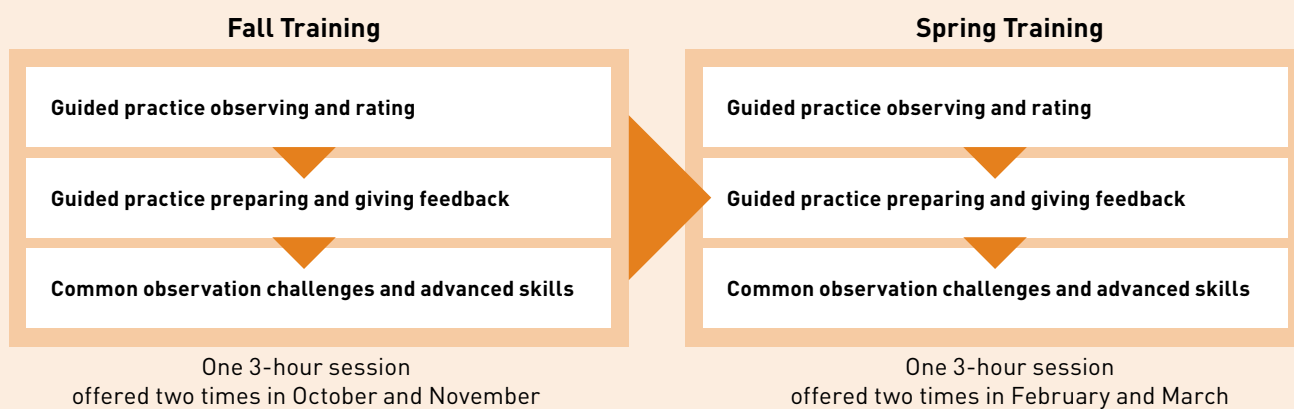 Fall Training
Guided practice observing and rating
Guided practice preparing and giving feedback
Common observation challenges and advanced skills
One 3-hour session
offered two times in October and November
Spring Training
Guided practice observing and rating
Guided practice preparing and giving feedback
Common observation challenges and advanced skills
One 3-hour session
offered two times in February and March